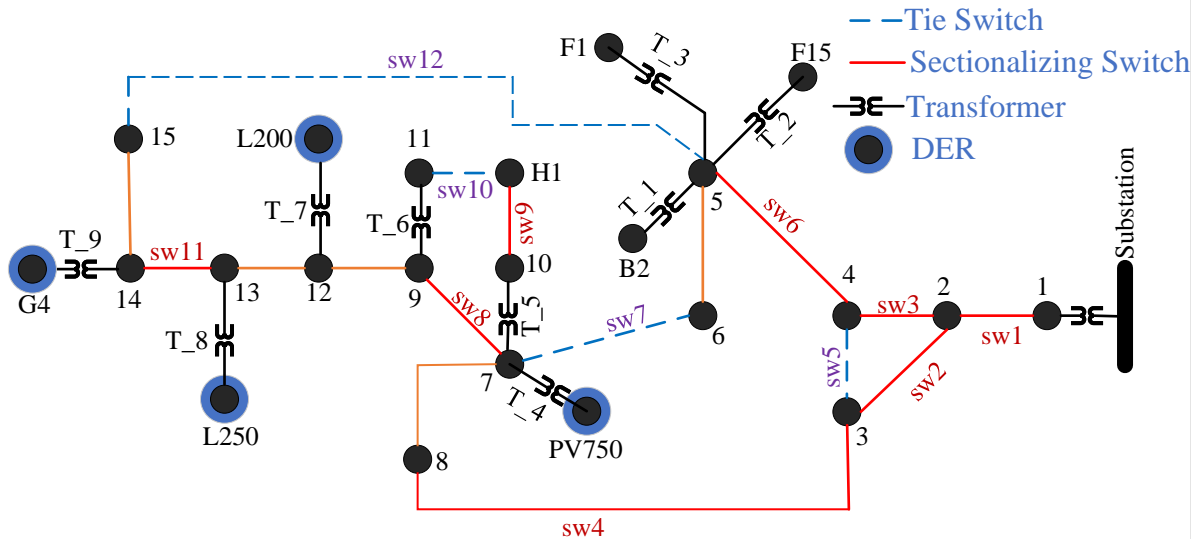 Tie Switch
Sectionalizing Switch
Transformer
DER
sw12
F1
T_3
F15
T_2
15
L200
11
H1
sw10
5
T_1
B2
sw6
Substation
T_7
T_6
sw9
T_9
G4
sw11
14
13
12
9
10
T_5
sw8
sw7
6
4
sw3
2
sw1
1
T_8
L250
7
T_4
PV750
sw5
sw2
3
8
sw4